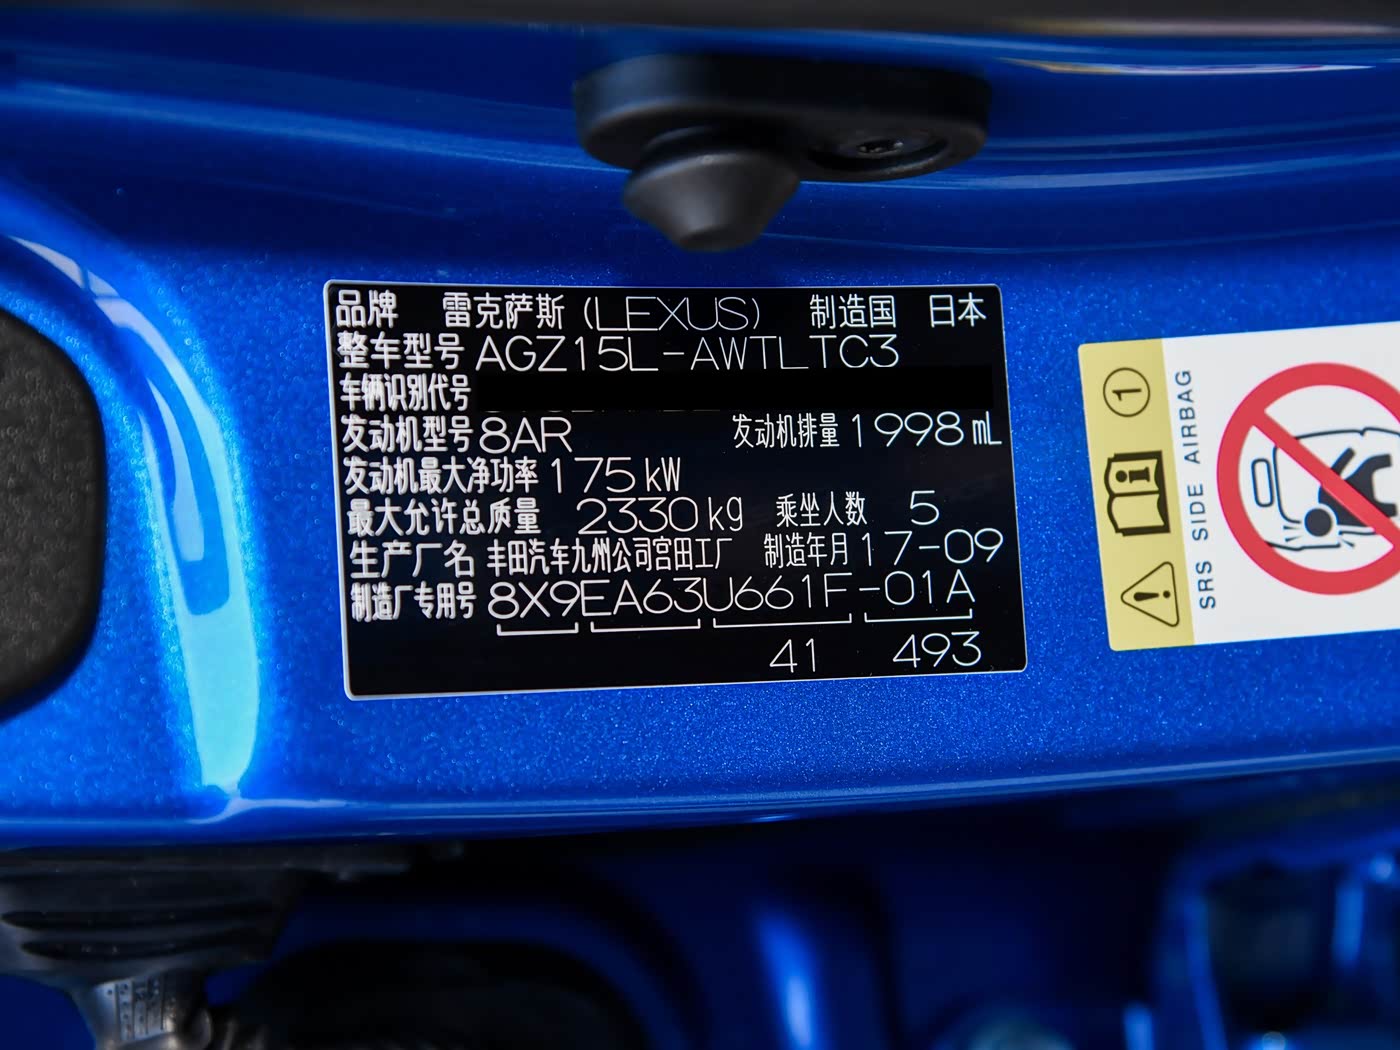 品牌 雷克萨斯 (LEXUS) 制造国 日本
整车型号 AGZ15L-AWTLTC3
车辆识别代号
发动机型号 8AR 发动机排量 1998 mL
发动机最大净功率 175 kW
最大允许总质量 2330 kg 乘坐人数 5
生产厂名 丰田汽车九州公司宫田工厂 制造年月 17-09
制造厂专用号 8X9EA63U661F-01A
41 493
1
SRS SIDE AIRBAG